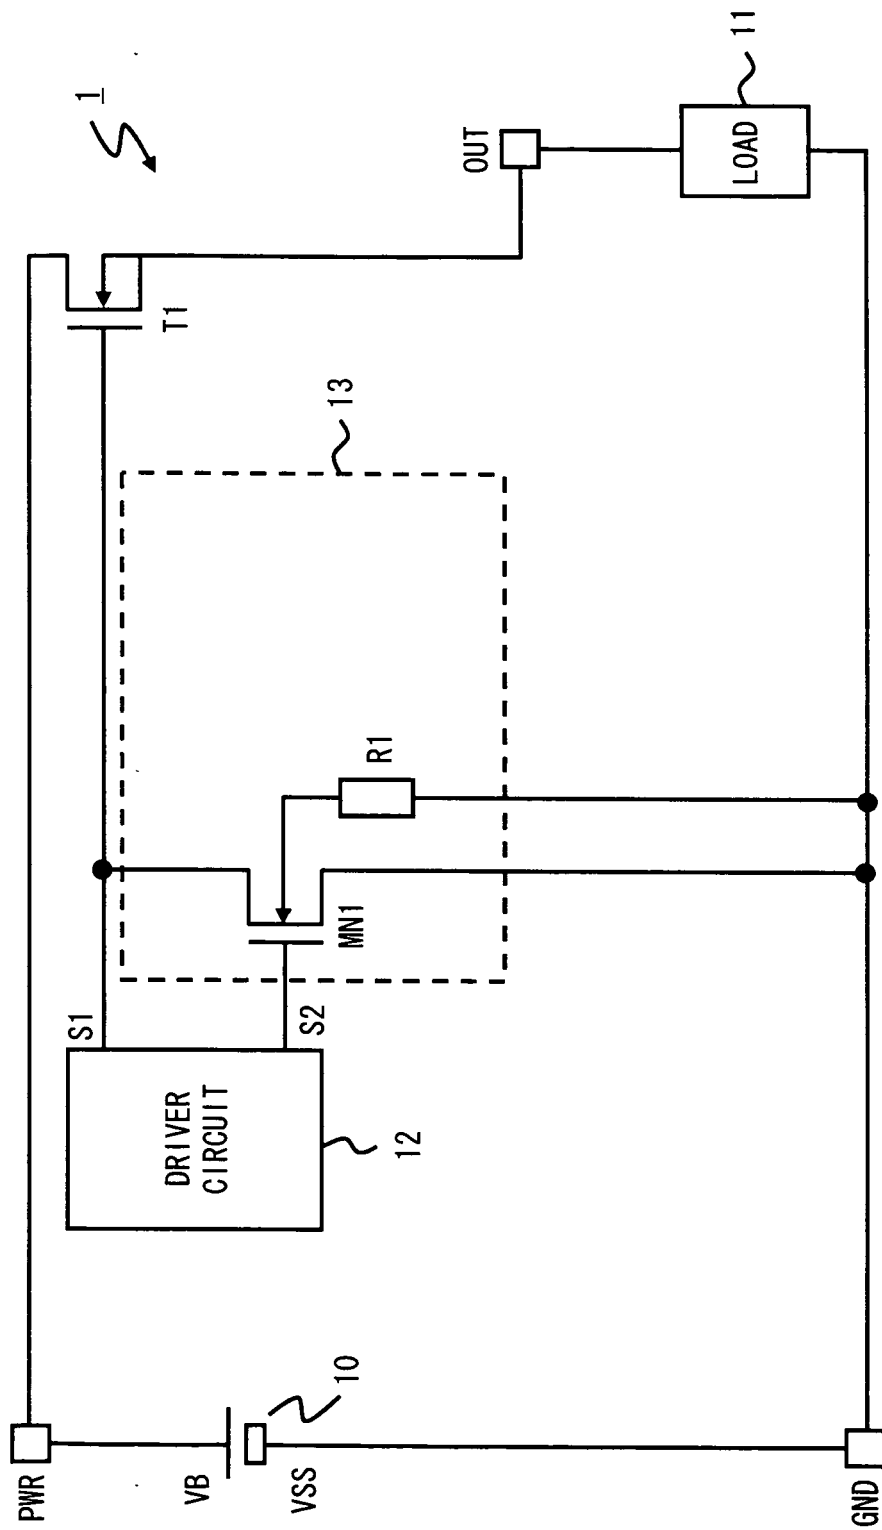 1
PWR
VB
VSS
10
GND
DRIVER
CIRCUIT
12
S1
S2
MN1
R1
13
T1
OUT
LOAD
11